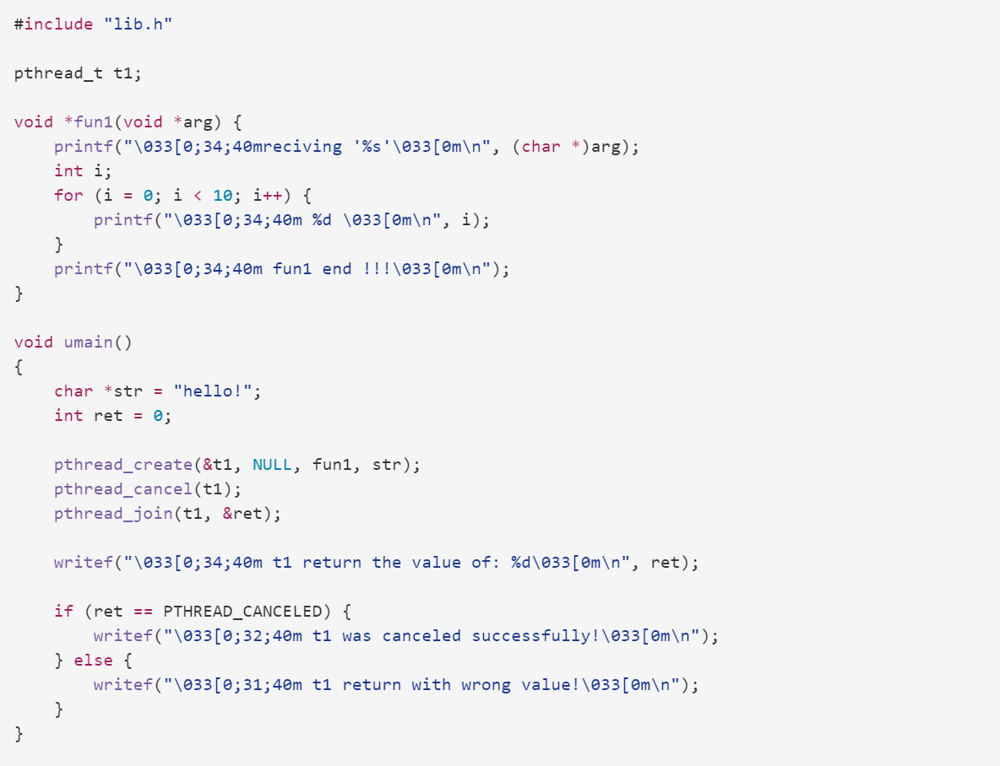 #include "lib.h"

pthread_t t1;

void *fun1(void *arg) {
    printf("\033[0;34;40mreciving '%s'\033[0m\n", (char *)arg);
    int i;
    for (i = 0; i < 10; i++) {
        printf("\033[0;34;40m %d \033[0m\n", i);
    }
    printf("\033[0;34;40m fun1 end !!!\033[0m\n");
}

void umain()
{
    char *str = "hello!";
    int ret = 0;

    pthread_create(&t1, NULL, fun1, str);
    pthread_cancel(t1);
    pthread_join(t1, &ret);

    writef("\033[0;34;40m t1 return the value of: %d\033[0m\n", ret);

    if (ret == PTHREAD_CANCELED) {
        writef("\033[0;32;40m t1 was canceled successfully!\033[0m\n");
    } else {
        writef("\033[0;31;40m t1 return with wrong value!\033[0m\n");
    }
}